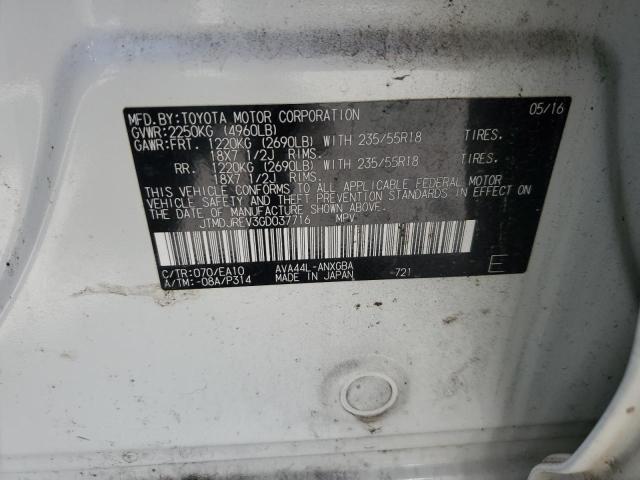 MFD.BY:TOYOTA MOTOR CORPORATION 05/16
GVWR:2250KG (4960LB)
GAWR:FRT. 1220KG (2690LB) WITH 235/55R18 TIRES.
18X7 1/2J RIMS.
RR. 1220KG (2690LB) WITH 235/55R18 TIRES.
18X7 1/2J RIMS.
THIS VEHICLE CONFORMS TO ALL APPLICABLE FEDERAL MOTOR
VEHICLE SAFETY AND THEFT PREVENTION STANDARDS IN EFFECT ON
THE DATE OF MANUFACTURE SHOWN ABOVE.
JTMDJREV3GD037716 MPV
C/TR:070/EA10 AVA44L-ANXGBA -721 E
A/TM:-08A/P314 MADE IN JAPAN